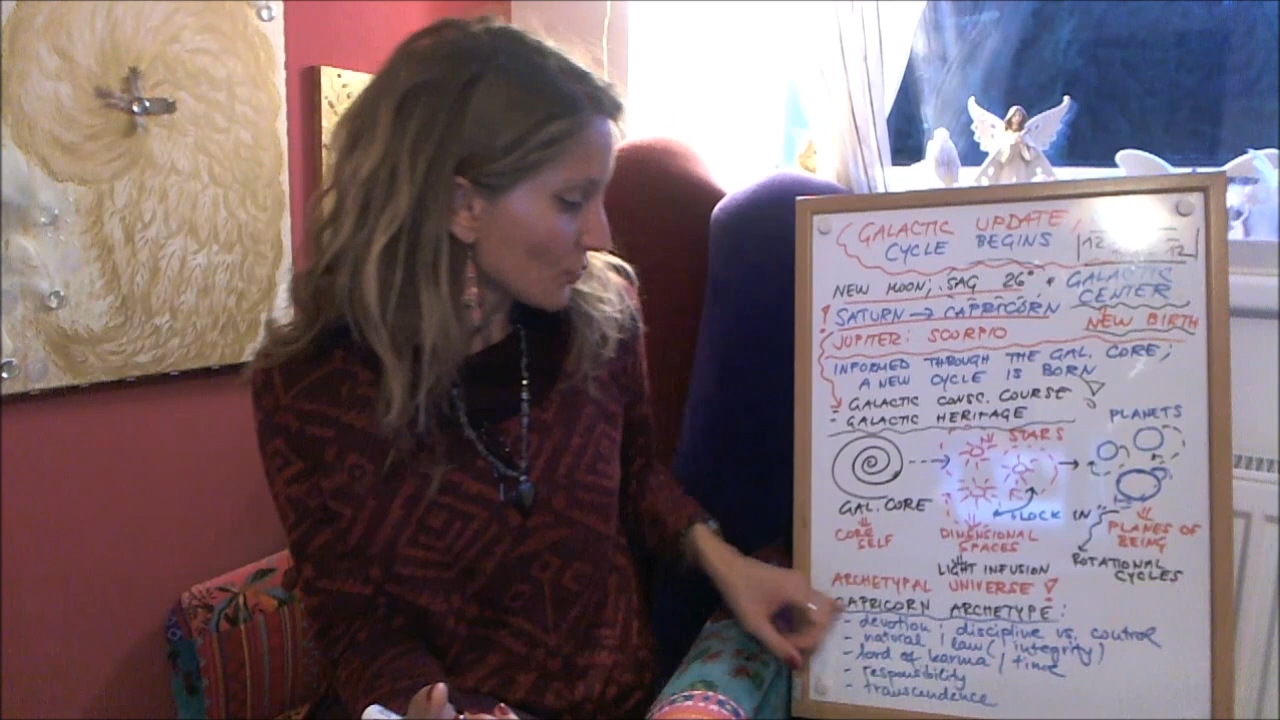 GALACTIC UPDATE,
CYCLE BEGINS
12
12
NEW MOON; SAG 26° + GALACTIC CENTER
! SATURN → CAPRICORN
NEW BIRTH
JUPITER: SCORPIO
INFORMED THROUGH THE GAL. CORE;
A NEW CYCLE IS BORN
- GALACTIC CONSC. COURSE
- GALACTIC HERITAGE
PLANETS
STARS
GAL. CORE
LOCK IN
CORE SELF
DIMENSIONAL SPACES
PLANES OF BEING
LIGHT INFUSION
ROTATIONAL CYCLES
ARCHETYPAL UNIVERSE !
CAPRICORN ARCHETYPE:
- devotion; discipline vs. control
- natural / law ( integrity)
- lord of karma / time
- responsibility
- transcendence